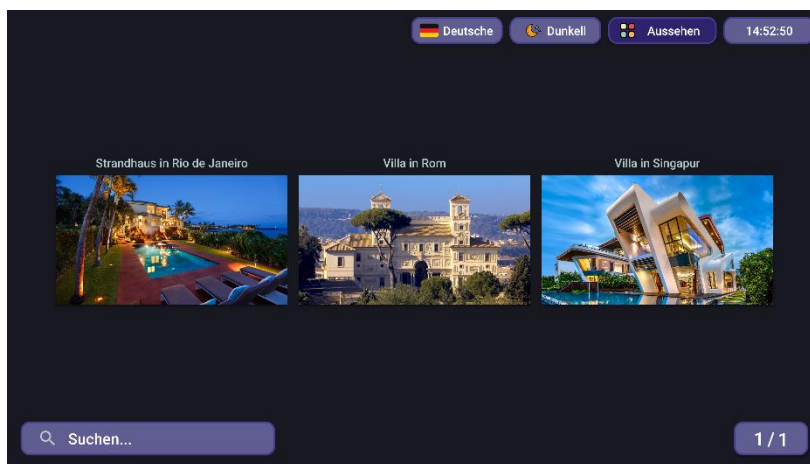 Deutsche
Dunkell
Aussehen
14:52:50
Strandhaus in Rio de Janeiro
Villa in Rom
Villa in Singapur
Suchen...
1/1